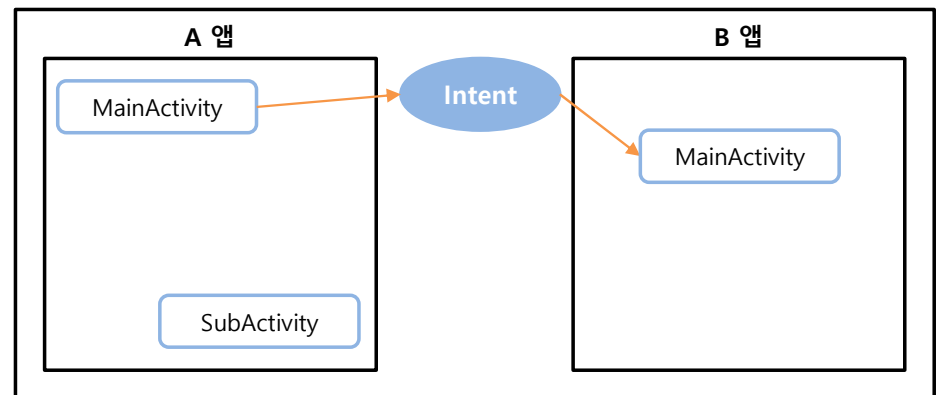 A 앱
B 앱
MainActivity
Intent
MainActivity
SubActivity